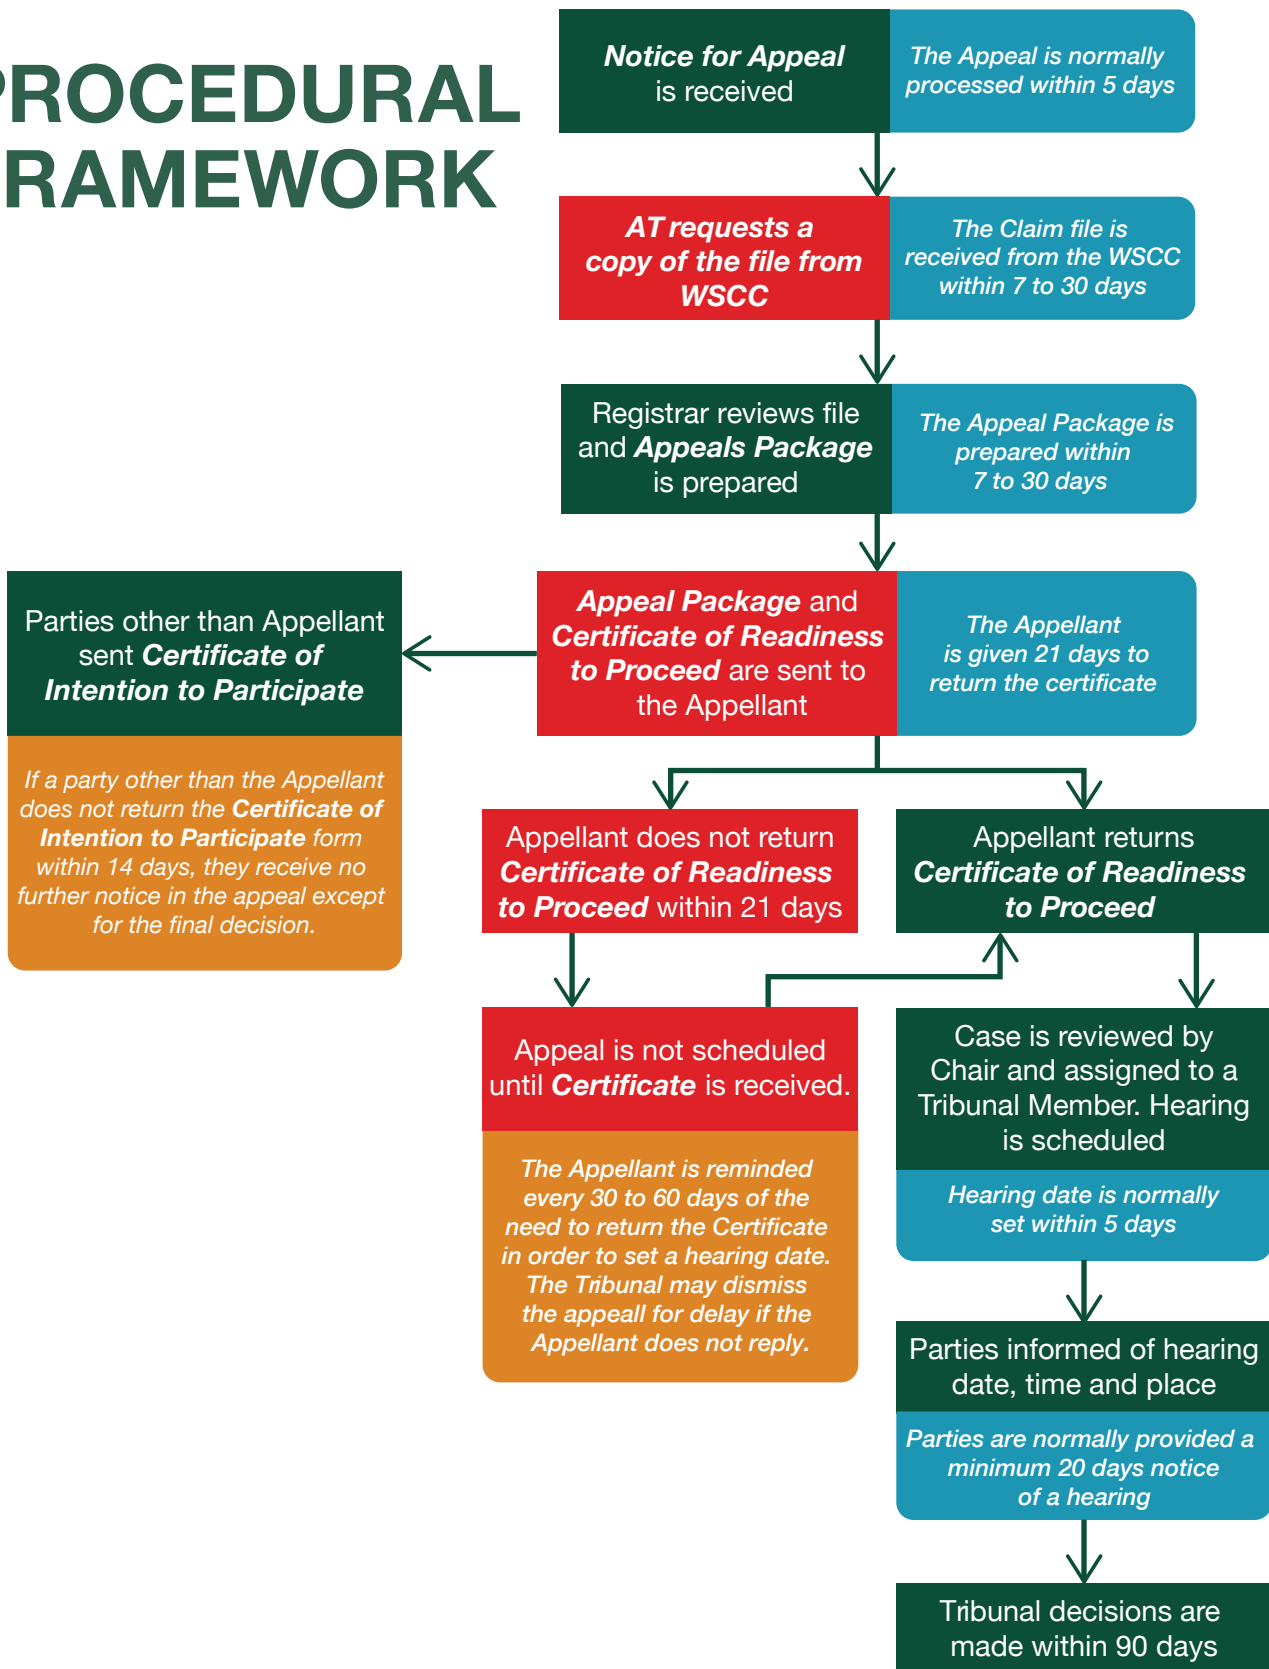 PROCEDURAL
FRAMEWORK
Notice for Appeal
is received
The Appeal is normally
processed within 5 days
AT requests a
copy of the file from
WSCC
The Claim file is
received from the WSCC
within 7 to 30 days
Registrar reviews file
and Appeals Package
is prepared
The Appeal Package is
prepared within
7 to 30 days
Parties other than Appellant
sent Certificate of
Intention to Participate
If a party other than the Appellant
does not return the Certificate of
Intention to Participate form
within 14 days, they receive no
further notice in the appeal except
for the final decision.
Appeal Package and
Certificate of Readiness
to Proceed are sent to
the Appellant
The Appellant
is given 21 days to
return the certificate
Appellant does not return
Certificate of Readiness
to Proceed within 21 days
Appellant returns
Certificate of Readiness
to Proceed
Appeal is not scheduled
until Certificate is received.
The Appellant is reminded
every 30 to 60 days of the
need to return the Certificate
in order to set a hearing date.
The Tribunal may dismiss
the appeall for delay if the
Appellant does not reply.
Case is reviewed by
Chair and assigned to a
Tribunal Member. Hearing
is scheduled
Hearing date is normally
set within 5 days
Parties informed of hearing
date, time and place
Parties are normally provided a
minimum 20 days notice
of a hearing
Tribunal decisions are
made within 90 days